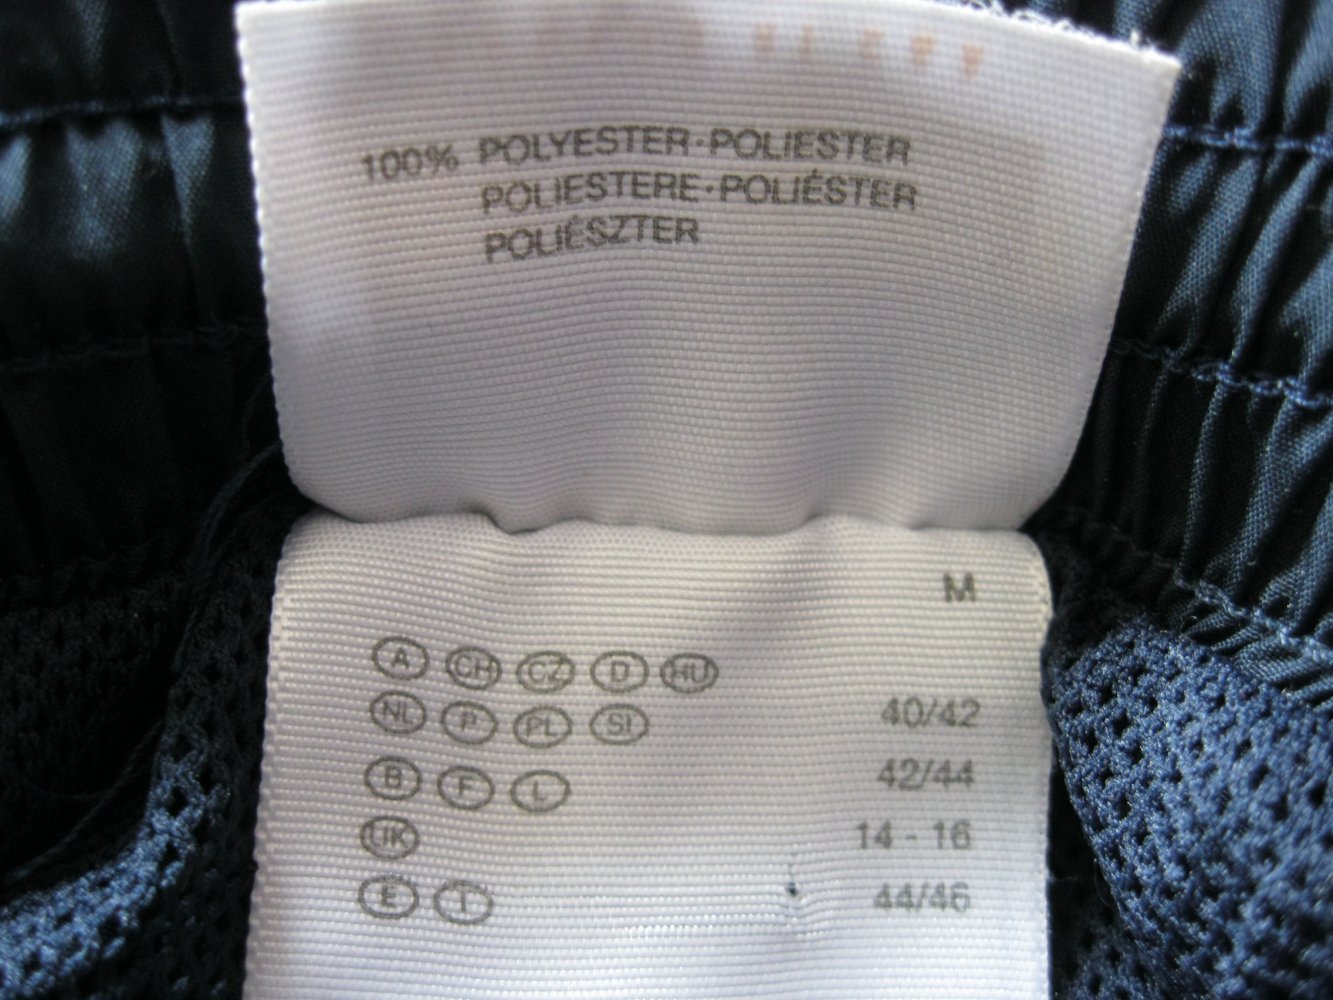 100% POLYESTER·POLIESTER
POLIESTERE·POLIÉSTER
POLIÉSZTER
M
A CH CZ D HU
NL P PL SI 40/42
B F L 42/44
UK 14 - 16
E I 44/46